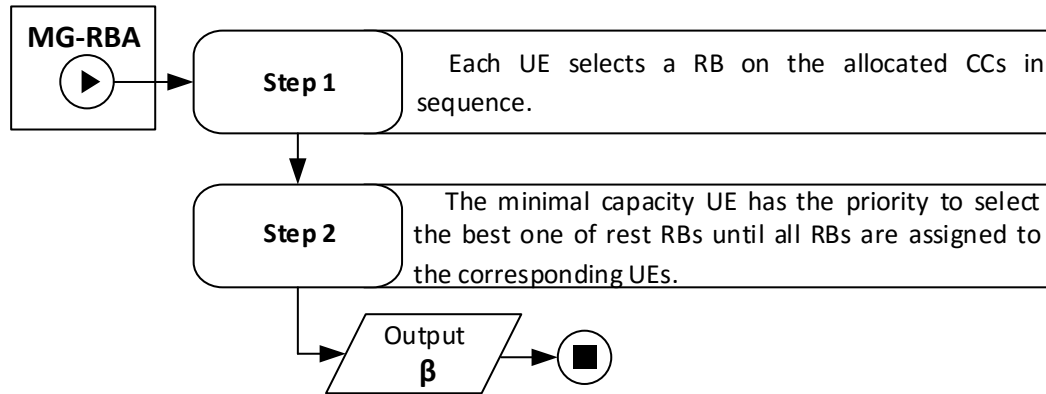 MG-RBA
Step 1
Each UE selects a RB on the allocated CCs in
sequence.
Step 2
The minimal capacity UE has the priority to select
the best one of rest RBs until all RBs are assigned to
the corresponding UEs.
Output
β